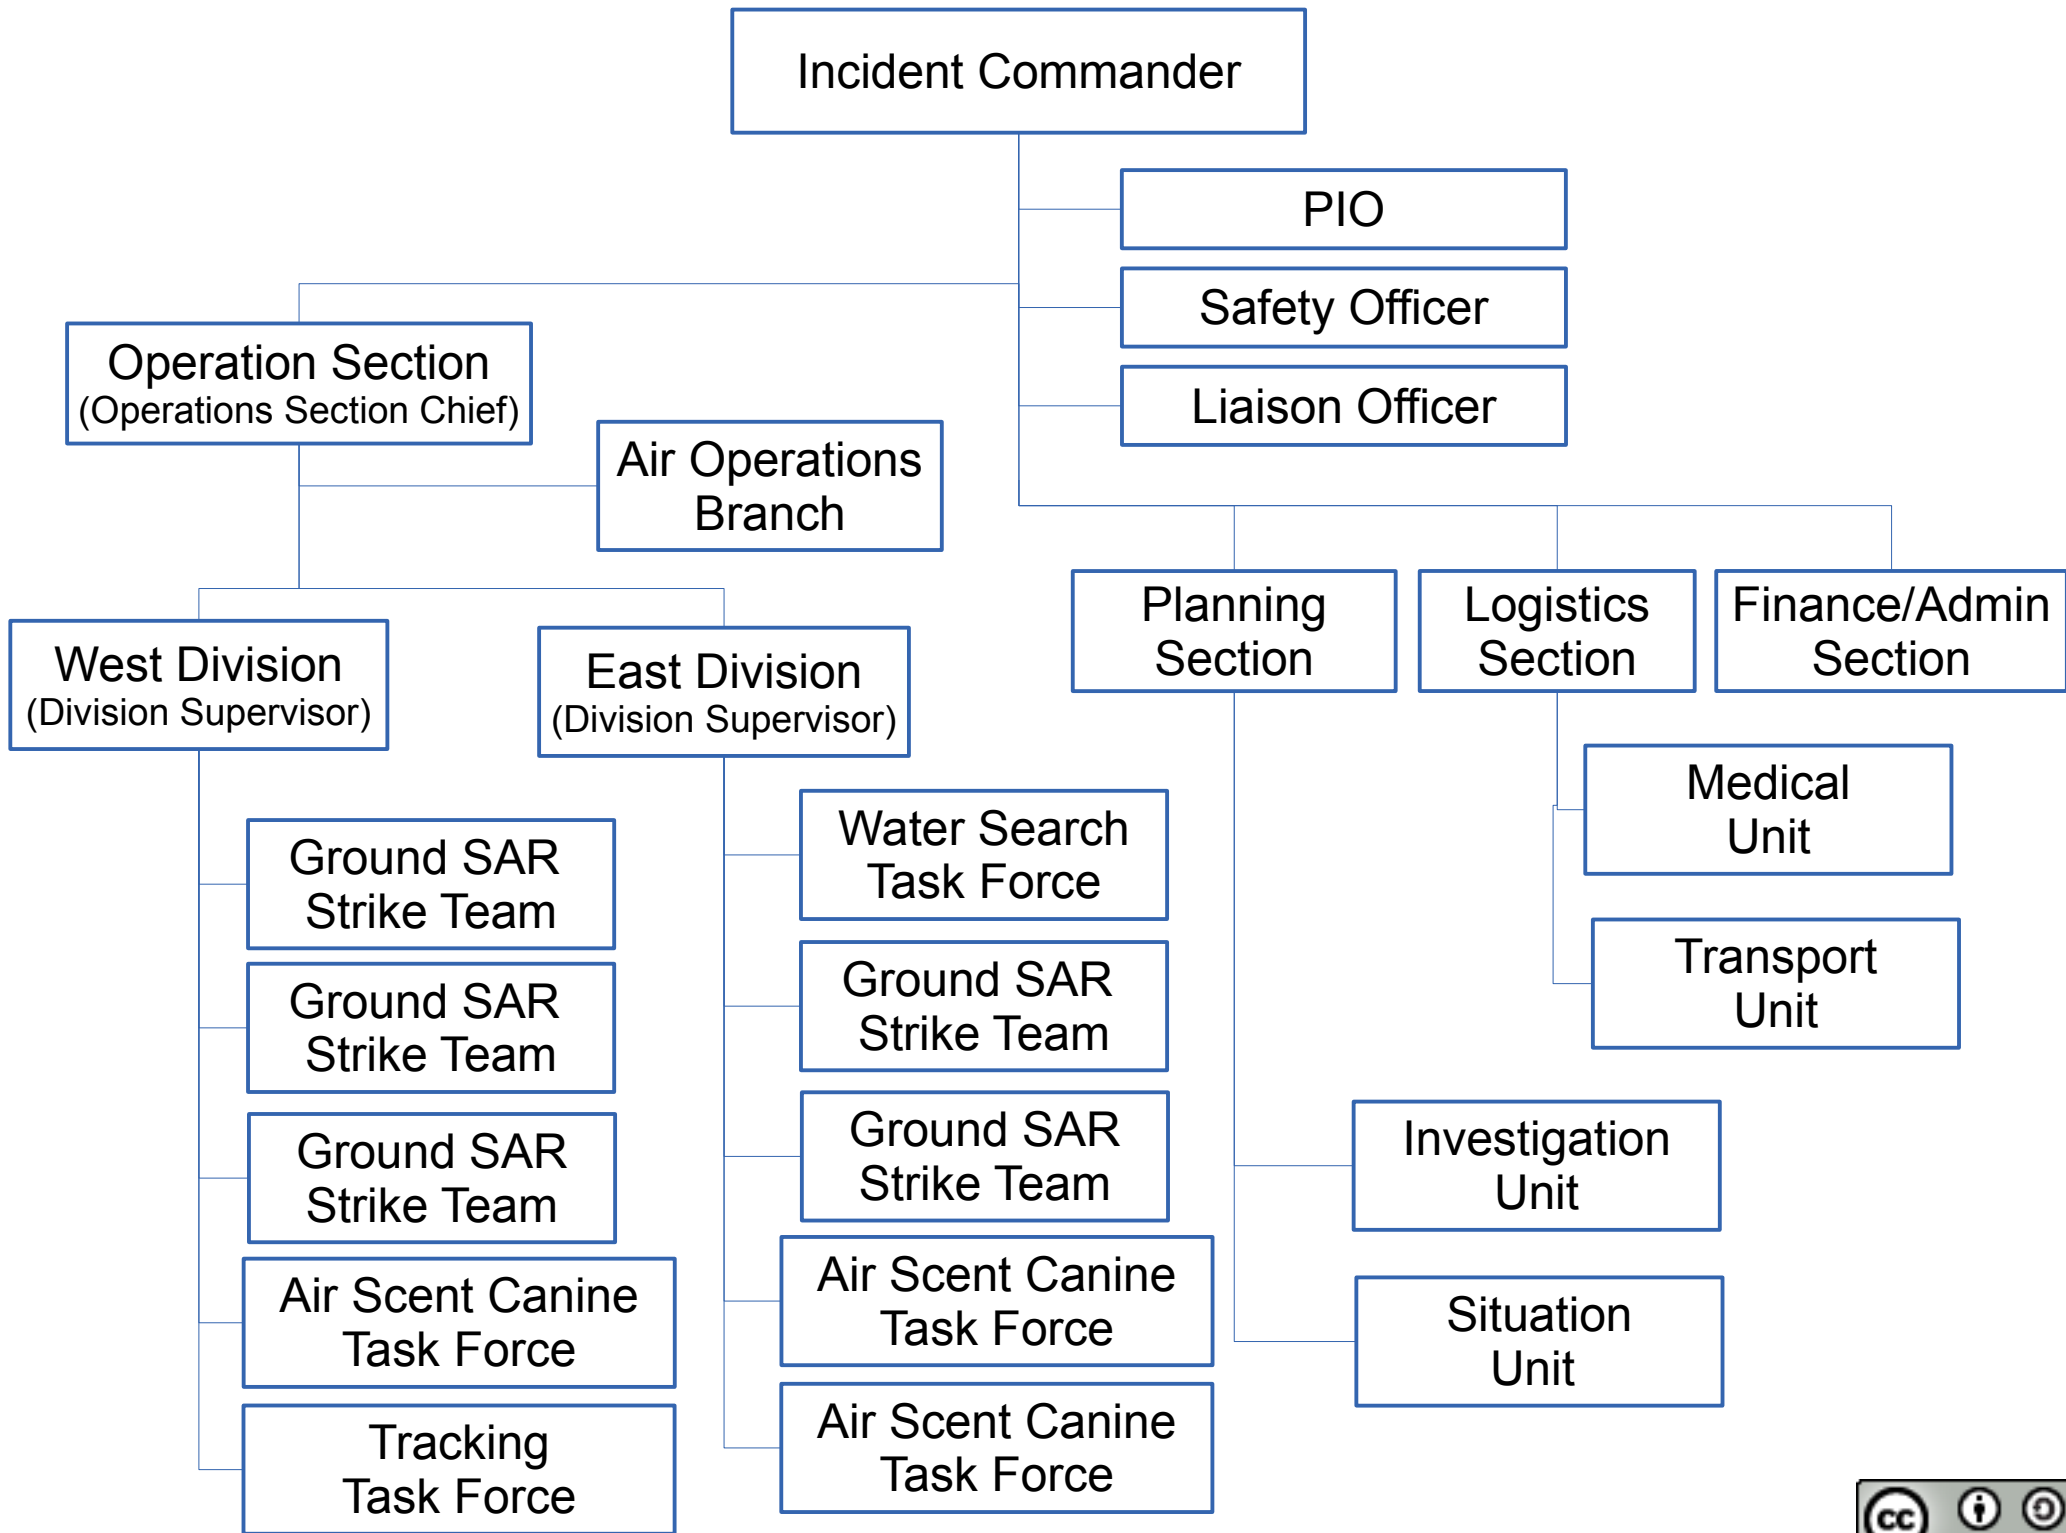 Incident Commander
PIO
Safety Officer
Liaison Officer
Operation Section
(Operations Section Chief)
Air Operations
Branch
Planning
Section
Logistics
Section
Finance/Admin
Section
West Division
(Division Supervisor)
East Division
(Division Supervisor)
Medical
Unit
Transport
Unit
Investigation
Unit
Situation
Unit
Ground SAR
Strike Team
Ground SAR
Strike Team
Ground SAR
Strike Team
Air Scent Canine
Task Force
Tracking
Task Force
Water Search
Task Force
Ground SAR
Strike Team
Ground SAR
Strike Team
Air Scent Canine
Task Force
Air Scent Canine
Task Force
cc